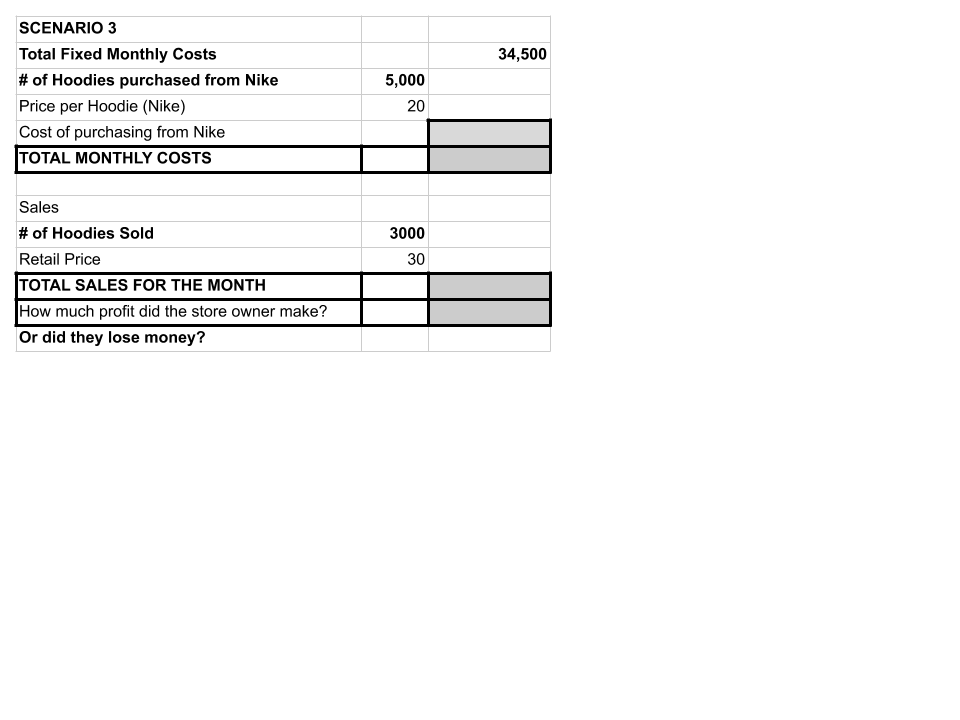 SCENARIO 3
Total Fixed Monthly Costs 34,500
# of Hoodies purchased from Nike 5,000
Price per Hoodie (Nike) 20
Cost of purchasing from Nike
TOTAL MONTHLY COSTS
Sales
# of Hoodies Sold 3000
Retail Price 30
TOTAL SALES FOR THE MONTH
How much profit did the store owner make?
Or did they lose money?